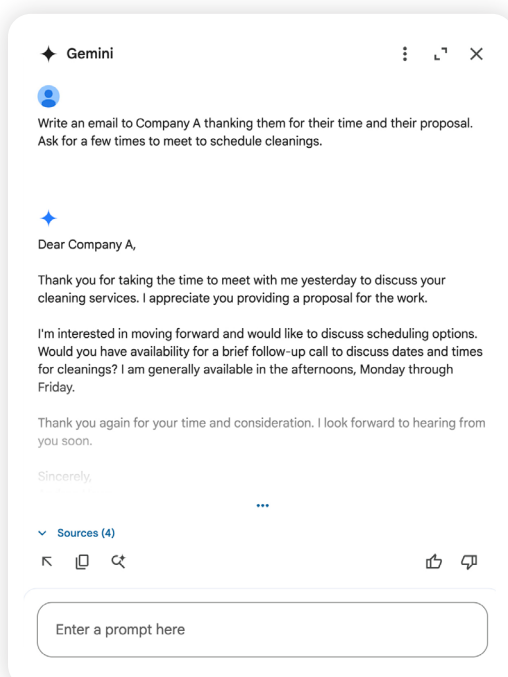 Gemini
Write an email to Company A thanking them for their time and their proposal.
Ask for a few times to meet to schedule cleanings.
Dear Company A,
Thank you for taking the time to meet with me yesterday to discuss your
cleaning services. I appreciate you providing a proposal for the work.
I'm interested in moving forward and would like to discuss scheduling options.
Would you have availability for a brief follow-up call to discuss dates and times
for cleanings? I am generally available in the afternoons, Monday through
Friday.
Thank you again for your time and consideration. I look forward to hearing from
you soon.
Sincerely,
Sources (4)
Enter a prompt here